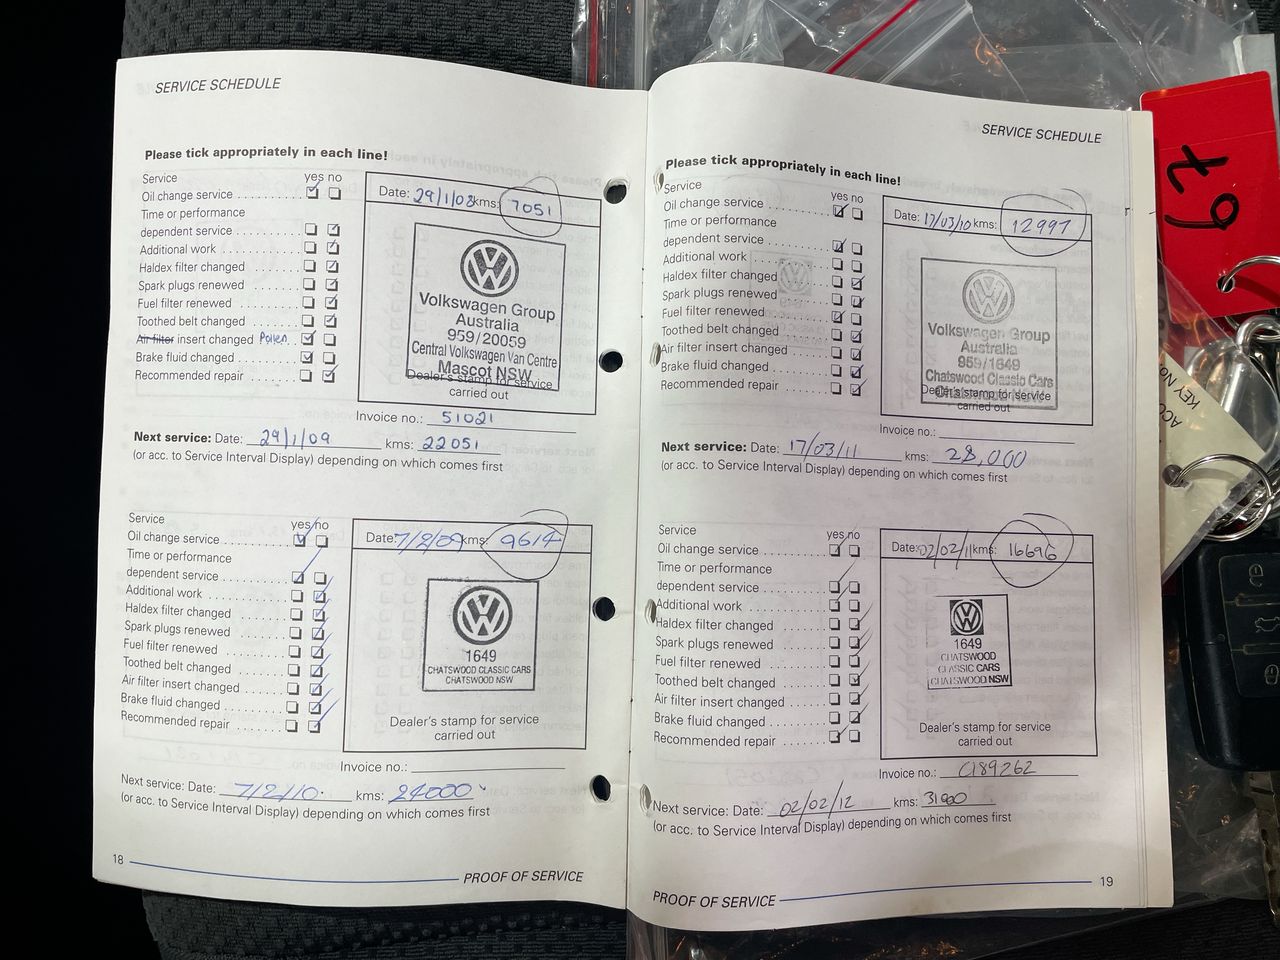 SERVICE SCHEDULE
Please tick appropriately in each line!
Service yes no
Oil change service
Time or performance
dependent service
Additional work
Haldex filter changed
Spark plugs renewed
Fuel filter renewed
Toothed belt changed
Air filter insert changed Pollen
Brake fluid changed
Recommended repair
Date: 29/1/08 kms: 7051
Volkswagen Group
Australia
959/20059
Central Volkswagen Van Centre
Mascot NSW
Dealer's stamp for service
carried out
Invoice no.: 51021
Next service: Date: 29/1/09 kms: 22051
(or acc. to Service Interval Display) depending on which comes first
Service yes no
Oil change service
Time or performance
dependent service
Additional work
Haldex filter changed
Spark plugs renewed
Fuel filter renewed
Toothed belt changed
Air filter insert changed
Brake fluid changed
Recommended repair
Date: 7/2/09 kms: 9614
1649
CHATSWOOD CLASSIC CARS
CHATSWOOD NSW
Dealer's stamp for service
carried out
Invoice no.:
Next service: Date: 7/2/10 kms: 24000
(or acc. to Service Interval Display) depending on which comes first
18
PROOF OF SERVICE
SERVICE SCHEDULE
Please tick appropriately in each line!
Service yes no
Oil change service
Time or performance
dependent service
Additional work
Haldex filter changed
Spark plugs renewed
Fuel filter renewed
Toothed belt changed
Air filter insert changed
Brake fluid changed
Recommended repair
Date: 17/03/10 kms: 12997
Volkswagen Group
Australia
959/1649
Chatswood Classic Cars
Chatswood
Dealer's stamp for service
carried out
Invoice no.:
Next service: Date: 17/03/11 kms: 28,000
(or acc. to Service Interval Display) depending on which comes first
Service yes no
Oil change service
Time or performance
dependent service
Additional work
Haldex filter changed
Spark plugs renewed
Fuel filter renewed
Toothed belt changed
Air filter insert changed
Brake fluid changed
Recommended repair
Date: 02/02/11 kms: 16696
1649
CHATSWOOD
CLASSIC CARS
CHATSWOOD NSW
Dealer's stamp for service
carried out
Invoice no.: C189262
Next service: Date: 02/02/12 kms: 31900
(or acc. to Service Interval Display) depending on which comes first
PROOF OF SERVICE
19
67
KEY No